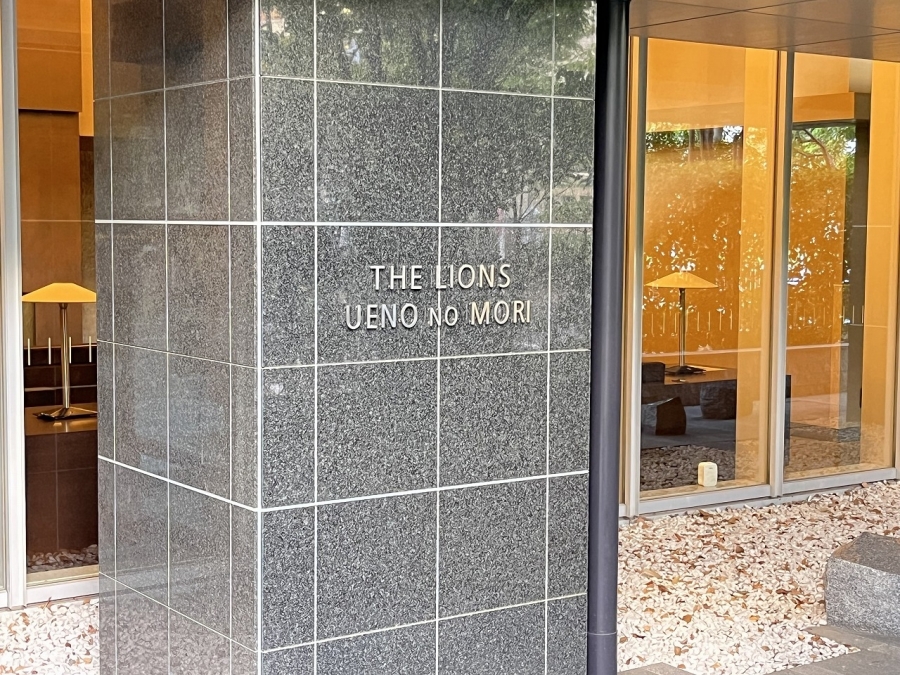 THE LIONS
UENO NO MORI